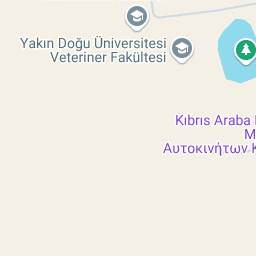 Yakın Doğu Üniversitesi
Veteriner Fakültesi
Kıbrıs Araba
Αυτοκινήτων